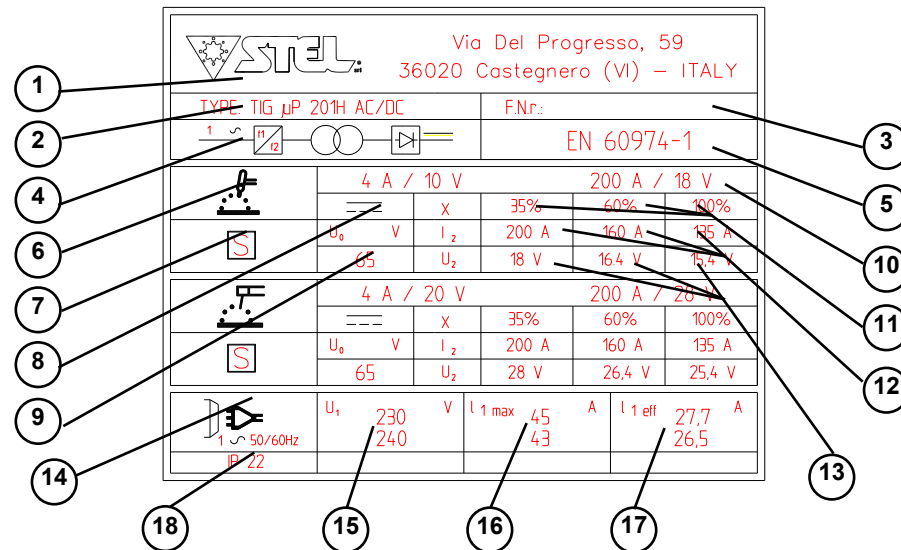 STEL srl
Via Del Progresso, 59
36020 Castegnero (VI) - ITALY
TYPE: TIG µP 201H AC/DC F.Nr.:
1 ~ f1 f2 EN 60974-1
4 A / 10 V 200 A / 18 V
X 35% 60% 100%
S U₀ V I₂ 200 A 160 A 135 A
65 U₂ 18 V 16.4 V 15,4 V
4 A / 20 V 200 A / 28 V
X 35% 60% 100%
S U₀ V I₂ 200 A 160 A 135 A
65 U₂ 28 V 26,4 V 25,4 V
U₁ 230 V I 1 max 45 A I 1 eff 27,7 A
1 ~ 50/60Hz 240 43 26,5
IP 22
1
2
4
6
7
8
9
14
18
15
16
17
3
5
10
11
12
13